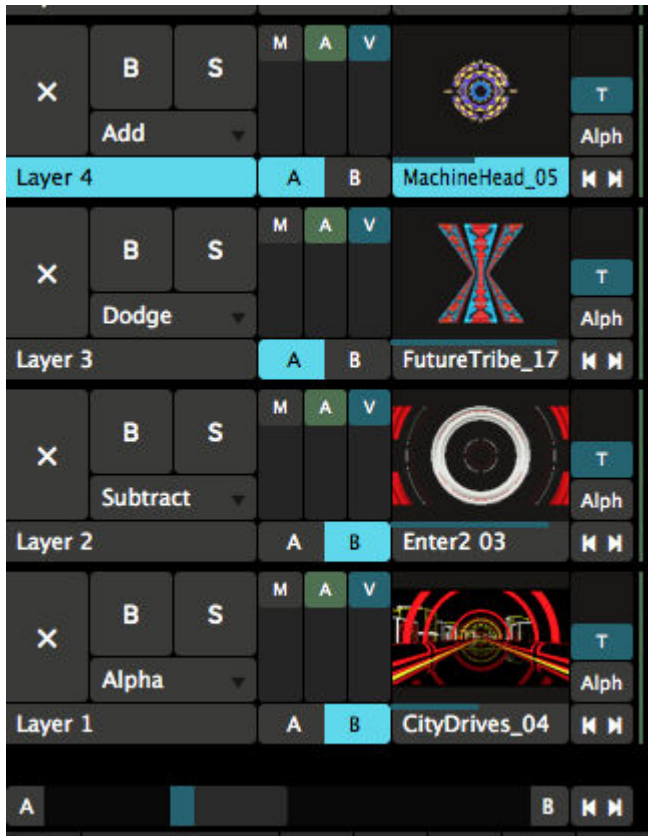 M A V
B S
× T
Add Alph
Layer 4 A B MachineHead_05
M A V
B S
× T
Dodge Alph
Layer 3 A B FutureTribe_17
M A V
B S
× T
Subtract Alph
Layer 2 A B Enter2 03
M A V
B S
× T
Alpha Alph
Layer 1 A B CityDrives_04
A B